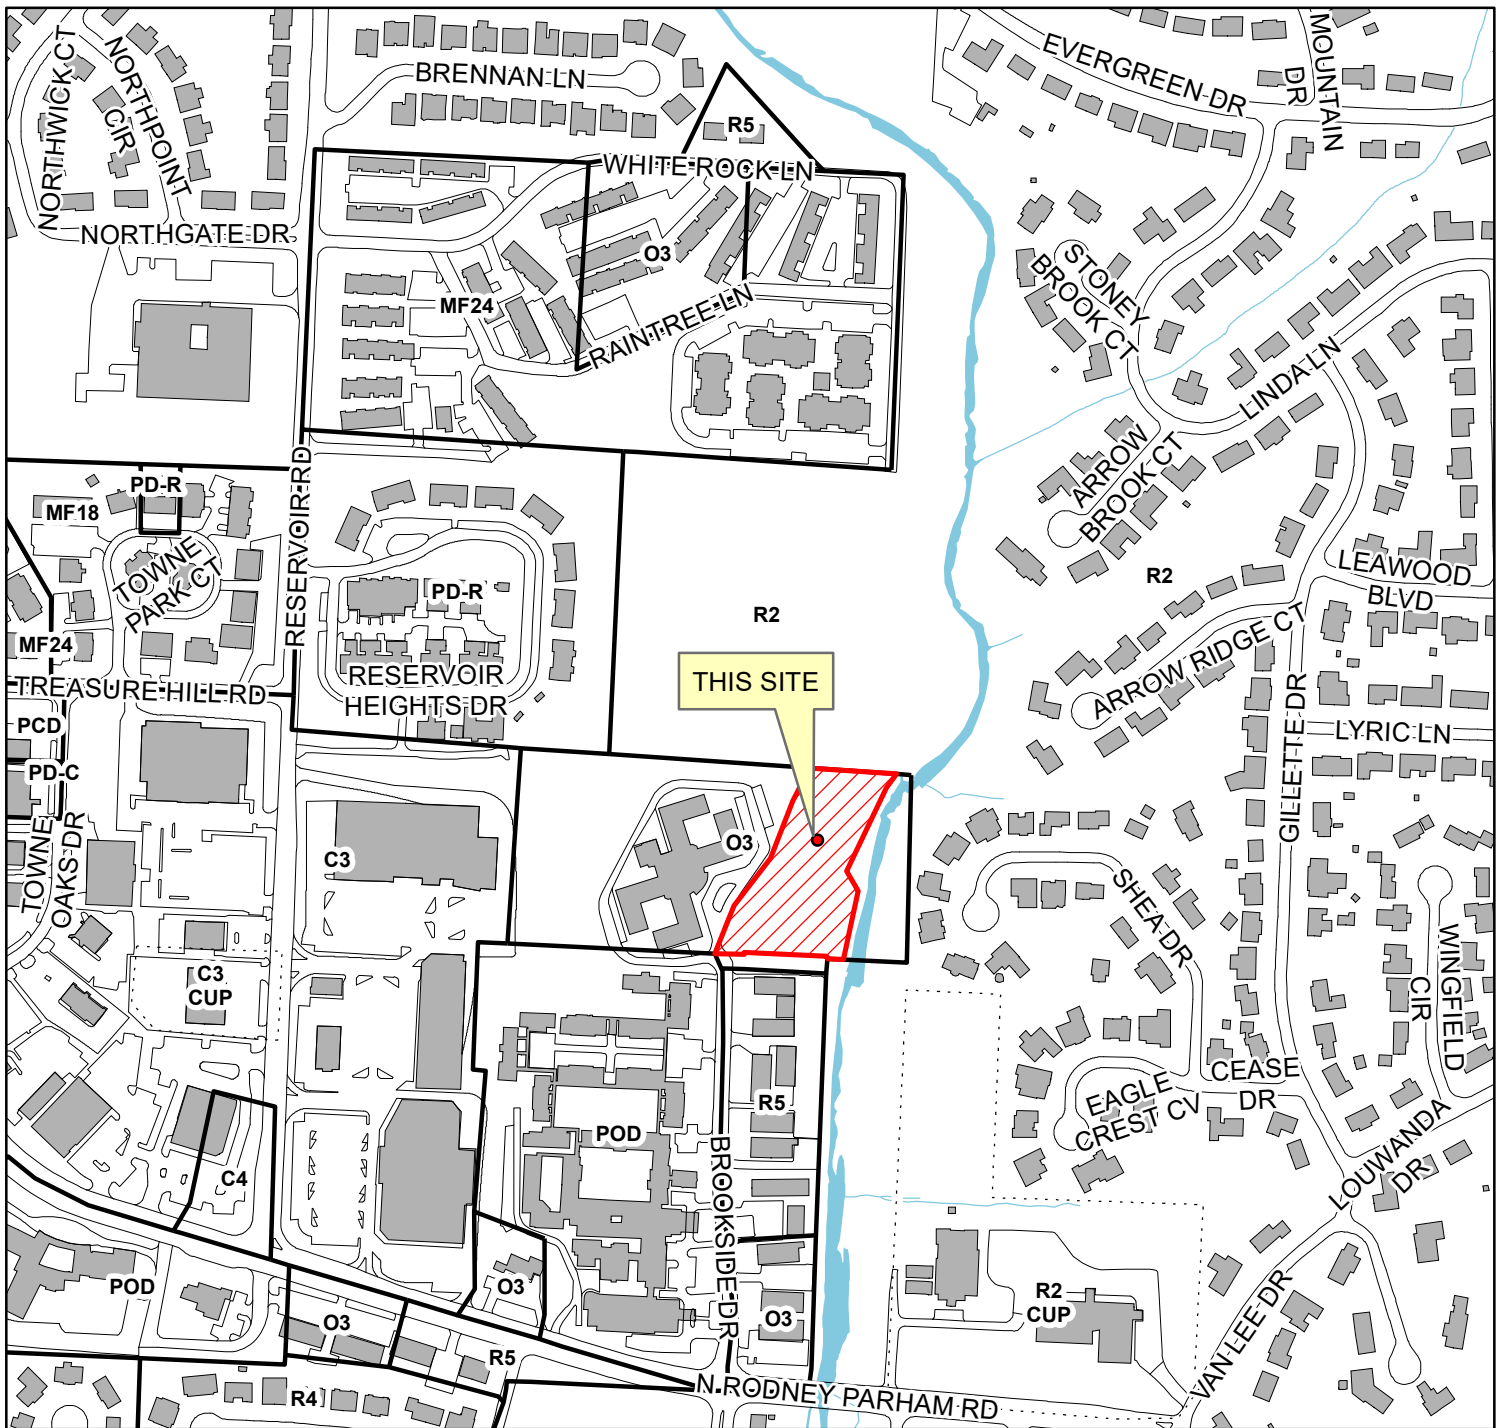 NORTHWICK CT
NORTHPOINT
CIR
BRENNAN LN
EVERGREEN DR
MOUNTAIN
DR
R5
WHITE ROCK LN
NORTHGATE DR
O3
MF24
RAINTREE LN
STONEY
BROOK CT
LINDA LN
ARROW
BROOK CT
RESERVOIR RD
PD-R
MF18
TOWNE
PARK CT
MF24
PD-R
RESERVOIR
HEIGHTS DR
R2
R2
LEAWOOD
BLVD
ARROW RIDGE CT
GILLETTE DR
LYRIC LN
THIS SITE
TREASURE HILL RD
PCD
PD-C
TOWNE
OAKS DR
C3
O3
SHEA DR
WINGFIELD
CIR
C3
CUP
C4
POD
R5
BROOKSIDE DR
EAGLE
CREST CV
CEASE
DR
LOUWANDA
DR
POD
O3
O3
O3
R5
R4
R2
CUP
VAN LEE DR
N RODNEY PARHAM RD